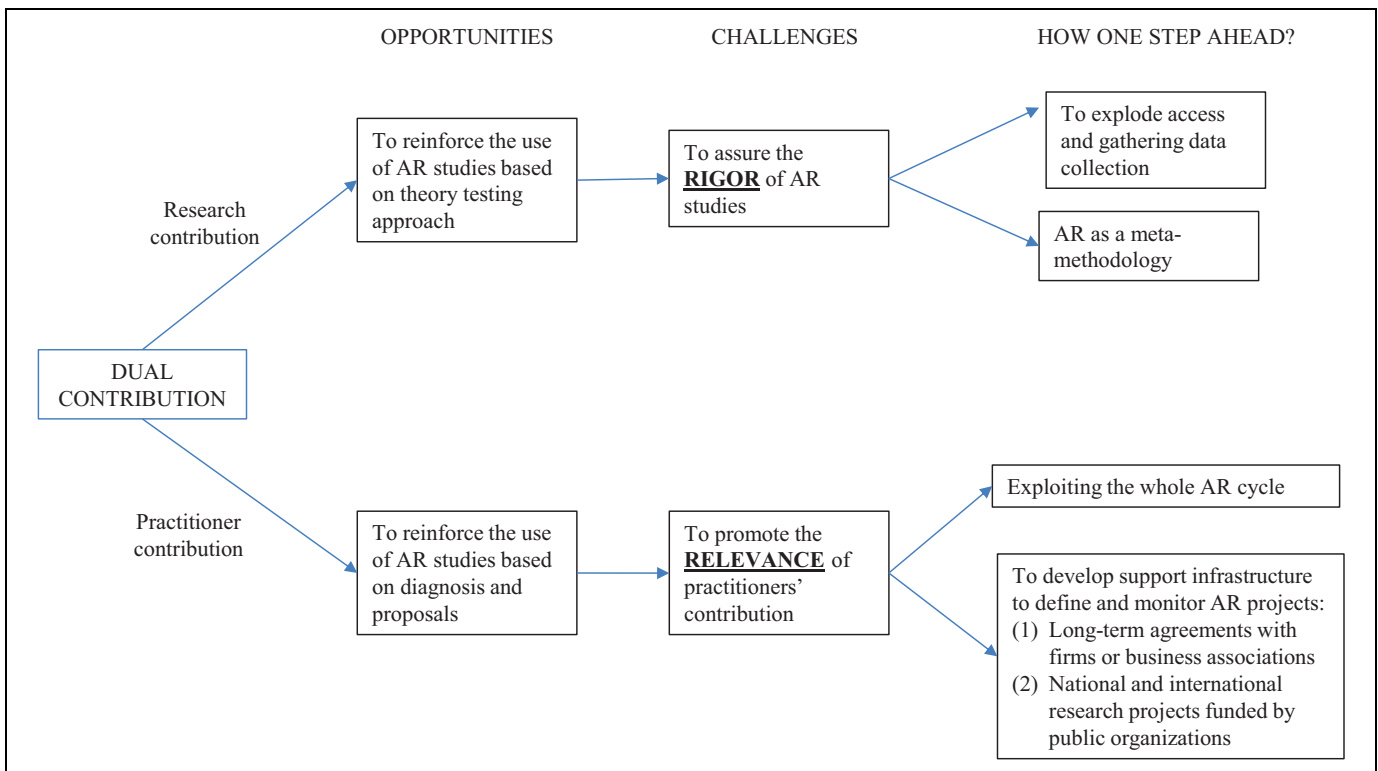 OPPORTUNITIES
CHALLENGES
HOW ONE STEP AHEAD?
To reinforce the use
of AR studies based
on theory testing
approach
To assure the
RIGOR of AR
studies
To explode access
and gathering data
collection
AR as a meta-
methodology
Research
contribution
DUAL
CONTRIBUTION
Practitioner
contribution
To reinforce the use
of AR studies based
on diagnosis and
proposals
To promote the
RELEVANCE of
practitioners’
contribution
Exploiting the whole AR cycle
To develop support infrastructure
to define and monitor AR projects:
(1) Long-term agreements with
firms or business associations
(2) National and international
research projects funded by
public organizations